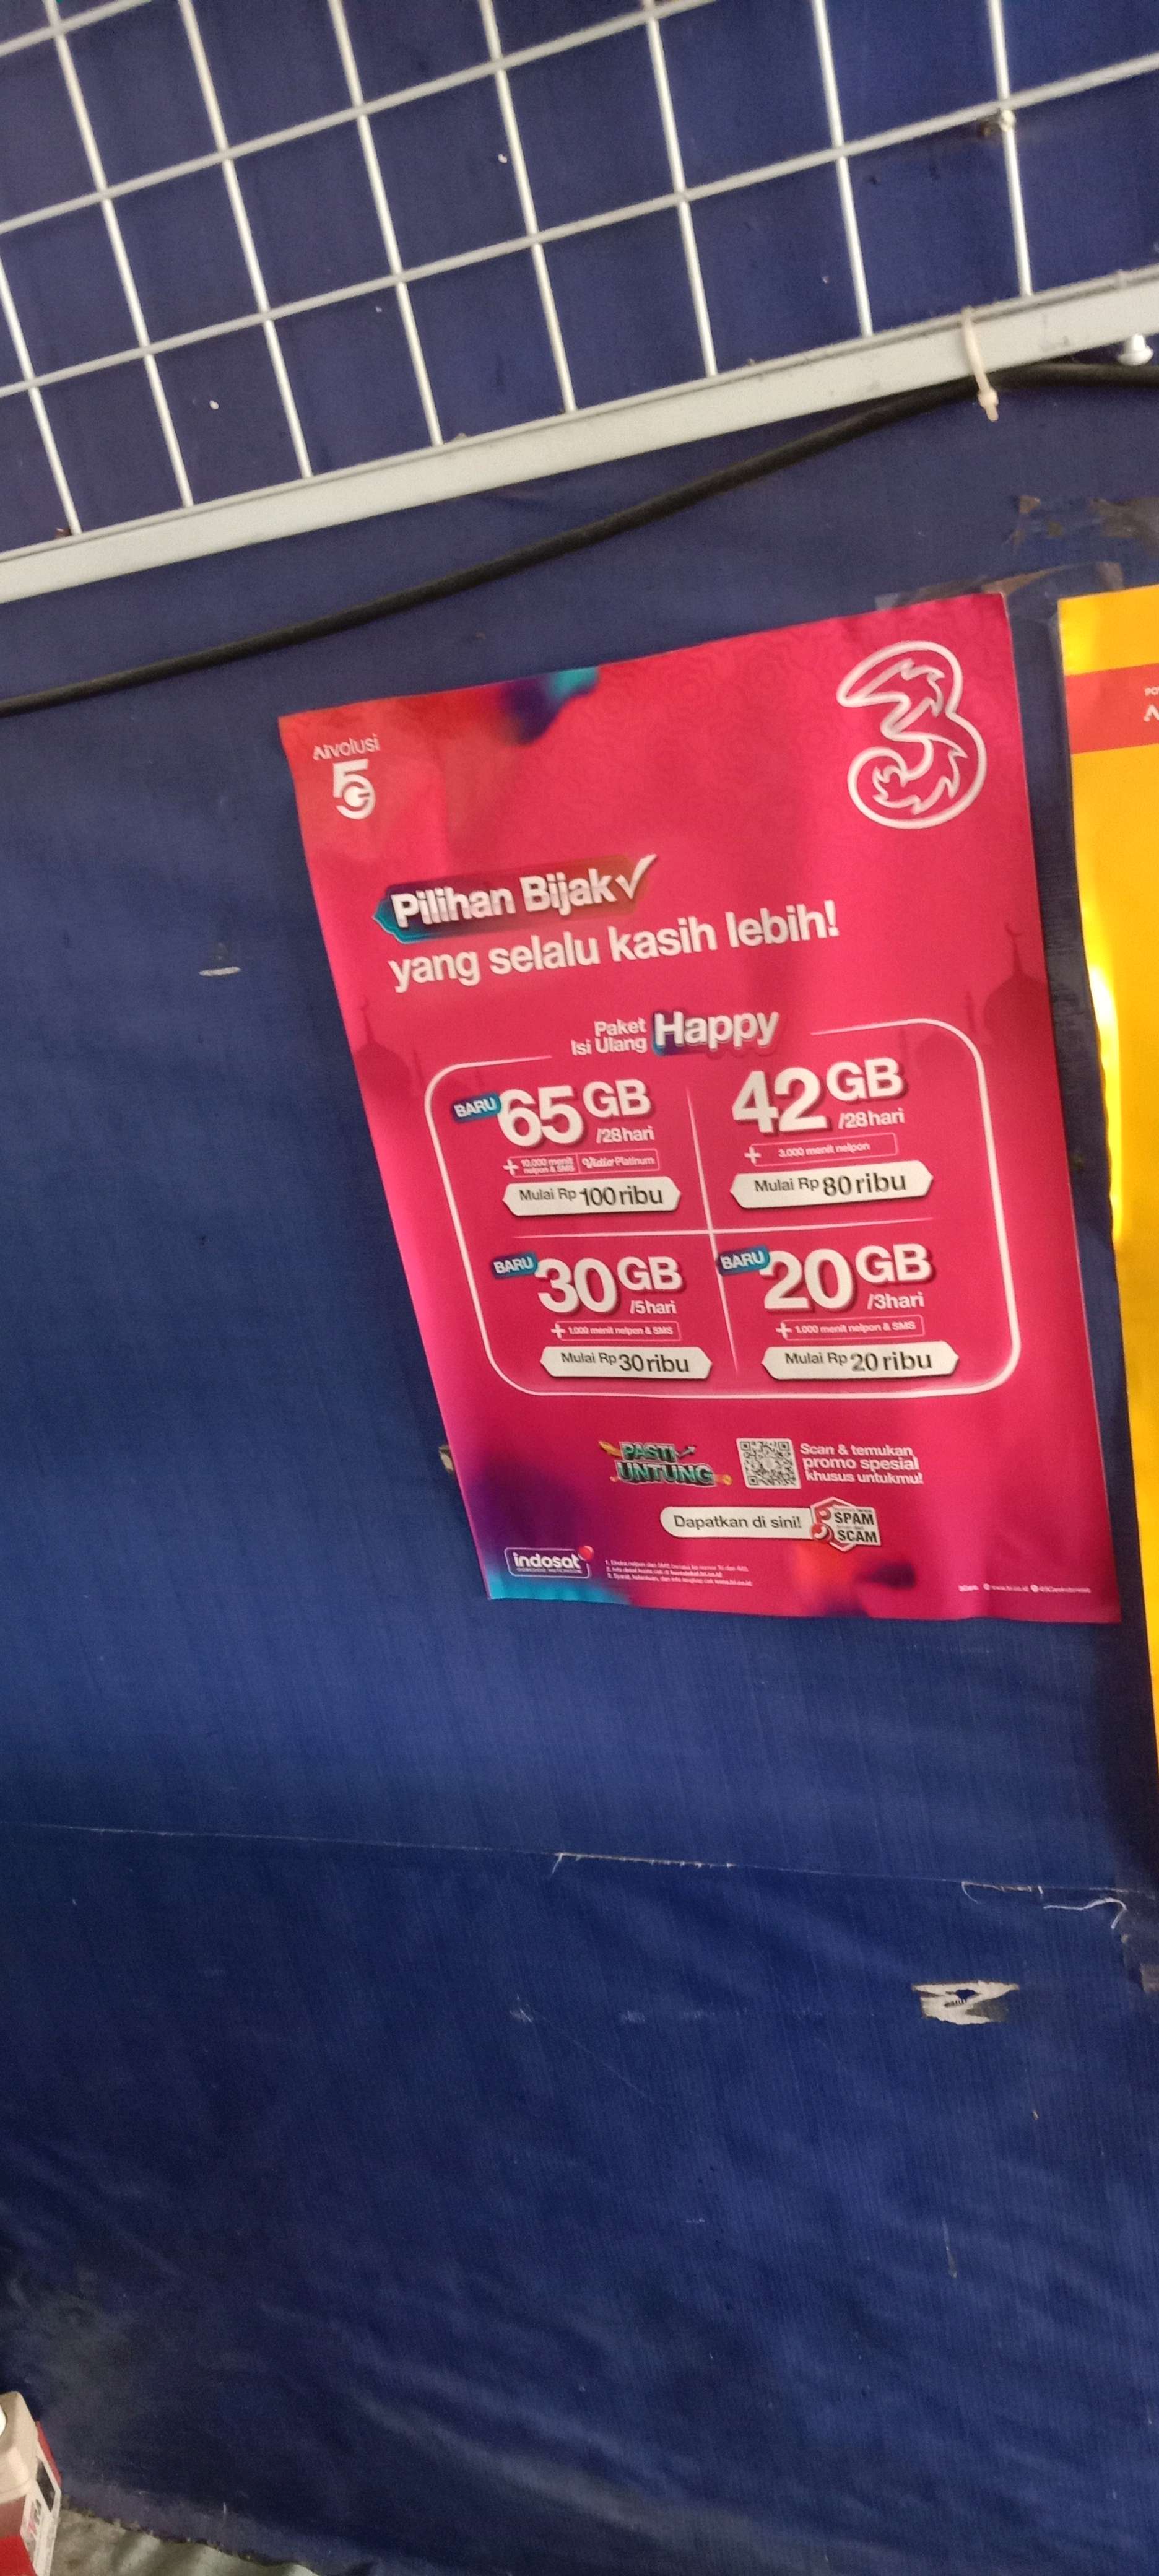 AIvolusi
5G
3
Pilihan Bijak
yang selalu kasih lebih!
Paket
Isi Ulang
Happy
BARU
65 GB
/28hari
+ 10.000 menit
nelpon & SMS
Vidio Platinum
Mulai Rp 100 ribu
42 GB
/28hari
+ 3.000 menit nelpon
Mulai Rp 80 ribu
BARU
30 GB
/5hari
+ 1.000 menit nelpon & SMS
Mulai Rp 30 ribu
BARU
20 GB
/3hari
+ 1.000 menit nelpon & SMS
Mulai Rp 20 ribu
PASTI
UNTUNG
Scan & temukan
promo spesial
khusus untukmu!
Dapatkan di sini!
SPAM
SCAM
indosat